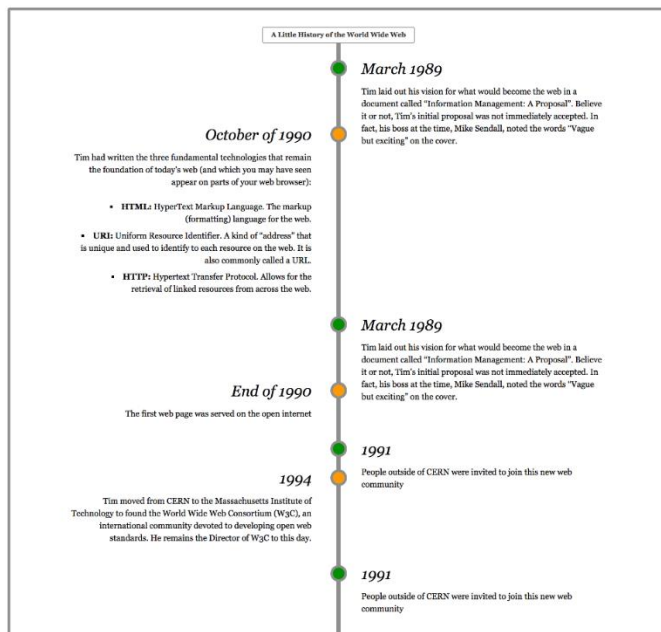 A Little History of the World Wide Web
March 1989
Tim laid out his vision for what would become the web in a
document called “Information Management: A Proposal”. Believe
it or not, Tim’s initial proposal was not immediately accepted. In
fact, his boss at the time, Mike Sendall, noted the words “Vague
but exciting” on the cover.
October of 1990
Tim had written the three fundamental technologies that remain
the foundation of today’s web (and which you may have seen
appear on parts of your web browser):
• HTML: HyperText Markup Language. The markup
(formatting) language for the web.
• URI: Uniform Resource Identifier. A kind of “address” that
is unique and used to identify to each resource on the web. It is
also commonly called a URL.
• HTTP: Hypertext Transfer Protocol. Allows for the
retrieval of linked resources from across the web.
March 1989
Tim laid out his vision for what would become the web in a
document called “Information Management: A Proposal”. Believe
it or not, Tim’s initial proposal was not immediately accepted. In
fact, his boss at the time, Mike Sendall, noted the words “Vague
but exciting” on the cover.
End of 1990
The first web page was served on the open internet
1991
People outside of CERN were invited to join this new web
community
1994
Tim moved from CERN to the Massachusetts Institute of
Technology to found the World Wide Web Consortium (W3C), an
international community devoted to developing open web
standards. He remains the Director of W3C to this day.
1991
People outside of CERN were invited to join this new web
community